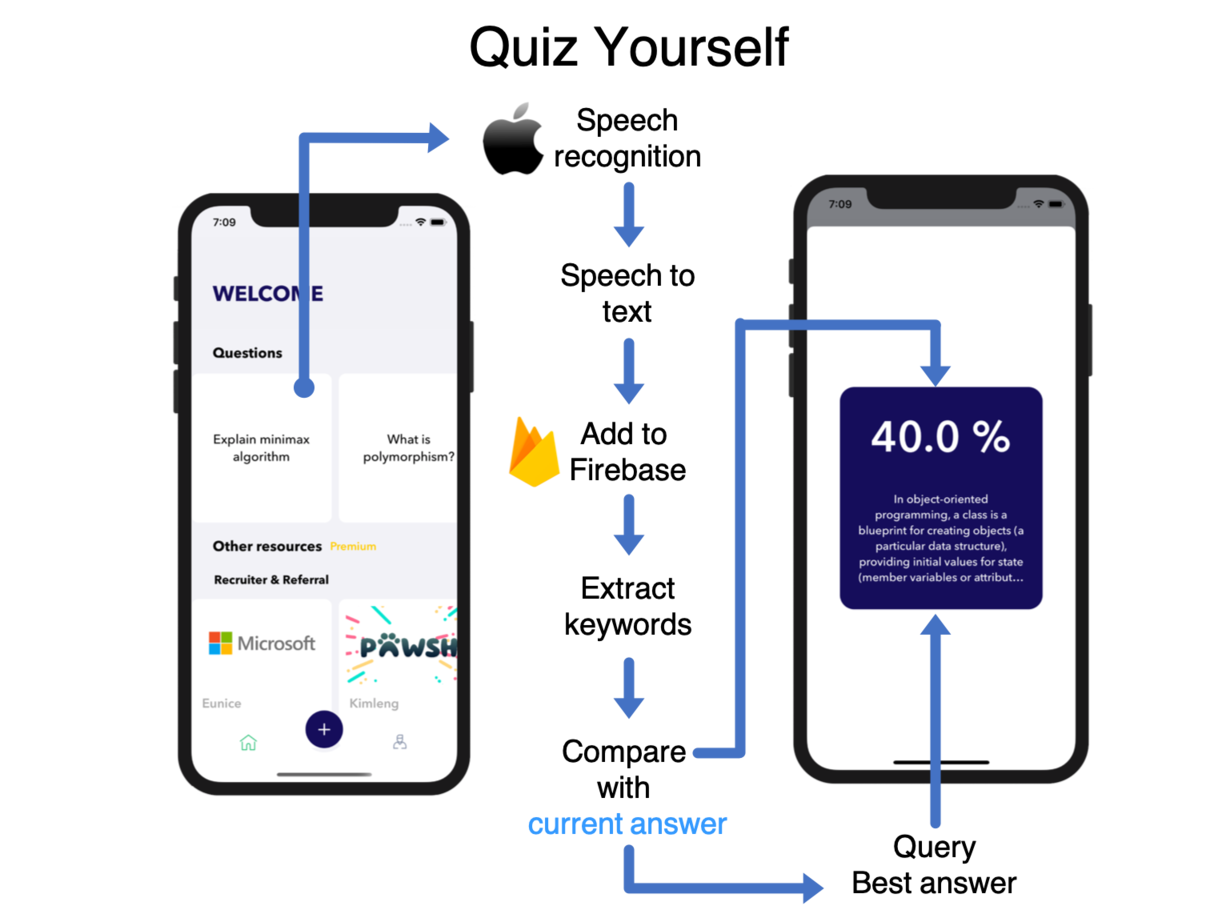 Quiz Yourself
Speech
recognition
Speech to
text
Add to
Firebase
Extract
keywords
Compare
with
current answer
Query
Best answer
7:09
WELCOME
Questions
Explain minimax
algorithm
What is
polymorphism?
Other resources Premium
Recruiter & Referral
Microsoft
PAWSH
Eunice
Kimleng
+
7:09
40.0 %
In object-oriented
programming, a class is a
blueprint for creating objects (a
particular data structure),
providing initial values for state
(member variables or attribut...